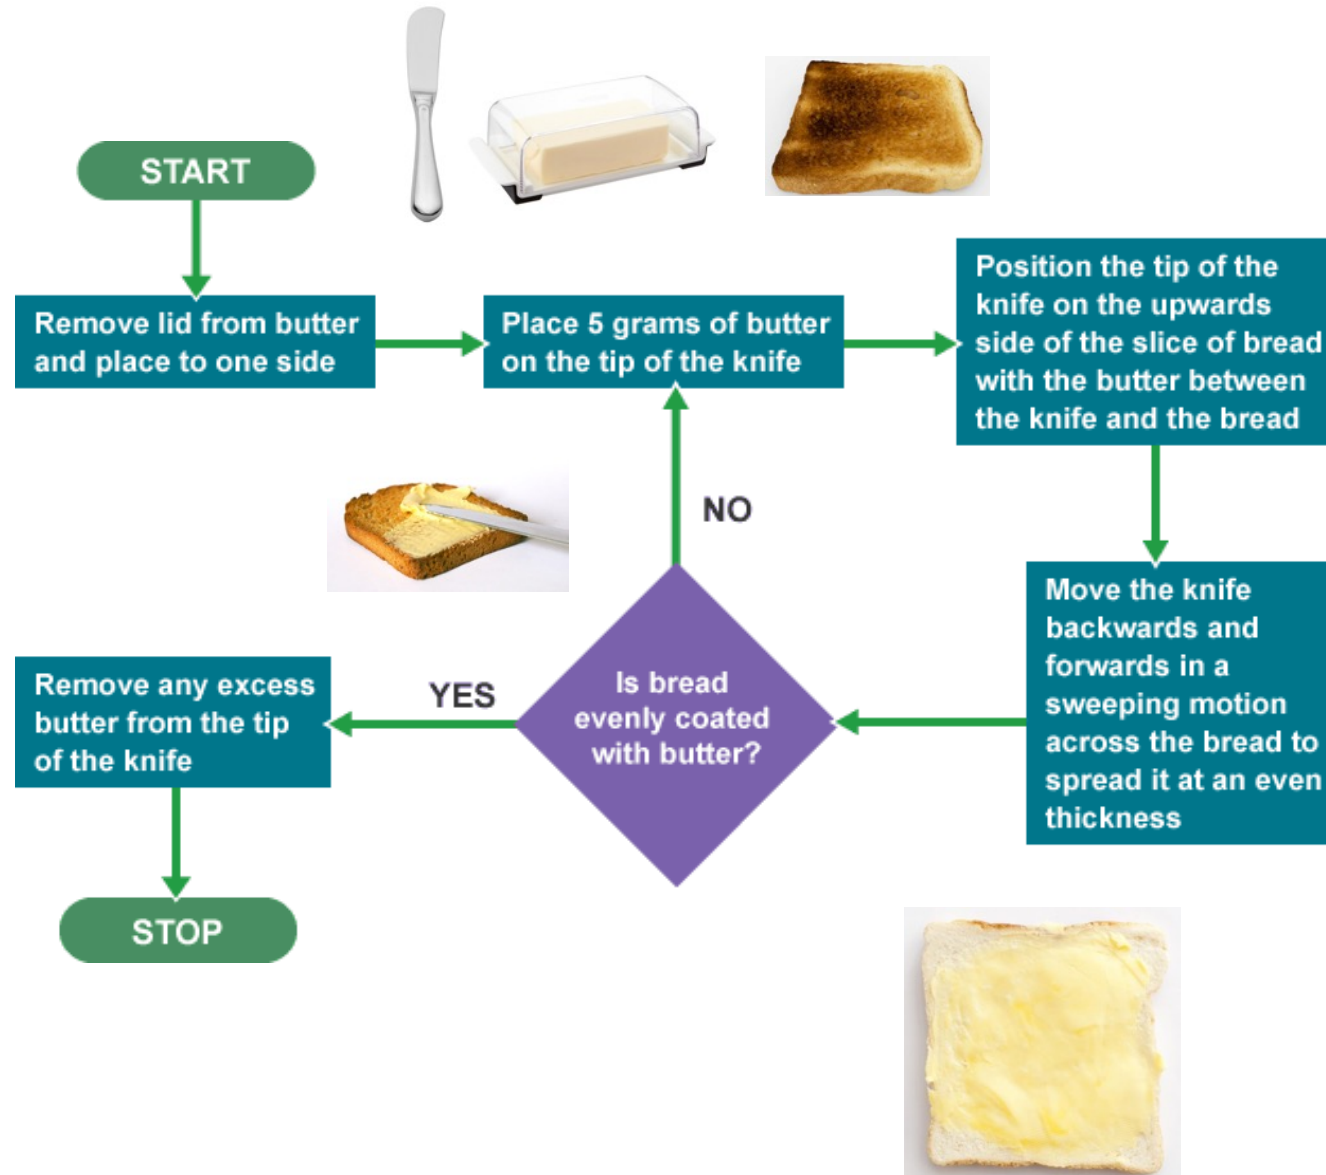 START
Remove lid from butter
and place to one side
Place 5 grams of butter
on the tip of the knife
Position the tip of the
knife on the upwards
side of the slice of bread
with the butter between
the knife and the bread
Move the knife
backwards and
forwards in a
sweeping motion
across the bread to
spread it at an even
thickness
Is bread
evenly coated
with butter?
NO
YES
Remove any excess
butter from the tip
of the knife
STOP